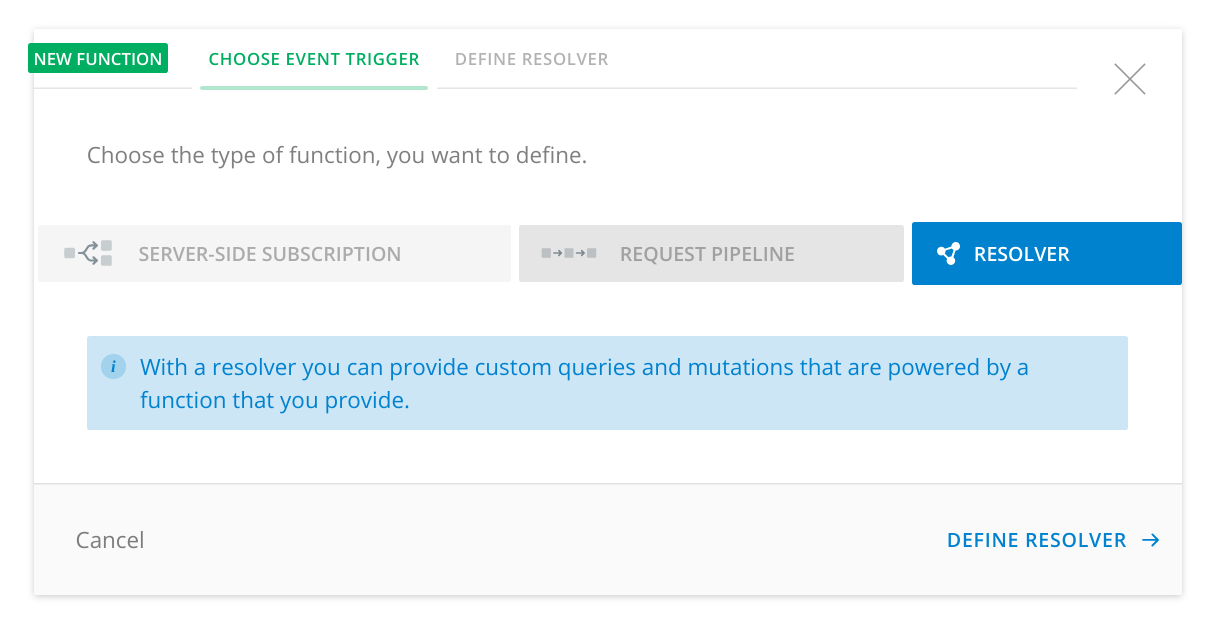 NEW FUNCTION CHOOSE EVENT TRIGGER DEFINE RESOLVER
Choose the type of function, you want to define.
SERVER-SIDE SUBSCRIPTION REQUEST PIPELINE RESOLVER
i With a resolver you can provide custom queries and mutations that are powered by a
function that you provide.
Cancel DEFINE RESOLVER →